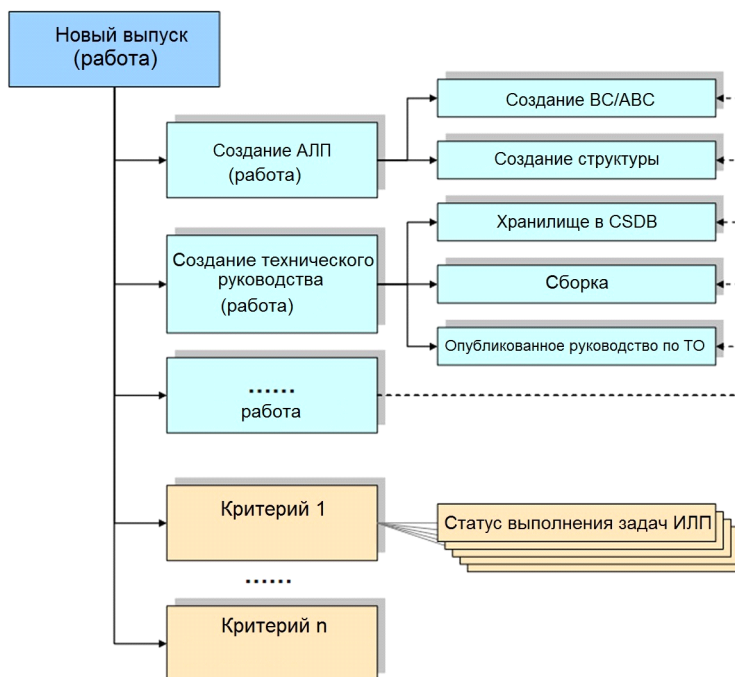 Новый выпуск
(работа)
Создание АЛП
(работа)
Создание ВС/АВС
Создание структуры
Создание технического
руководства
(работа)
Хранилище в CSDB
Сборка
Опубликованное руководство по ТО
......
работа
Критерий 1
Статус выполнения задач ИЛП
......
Критерий n